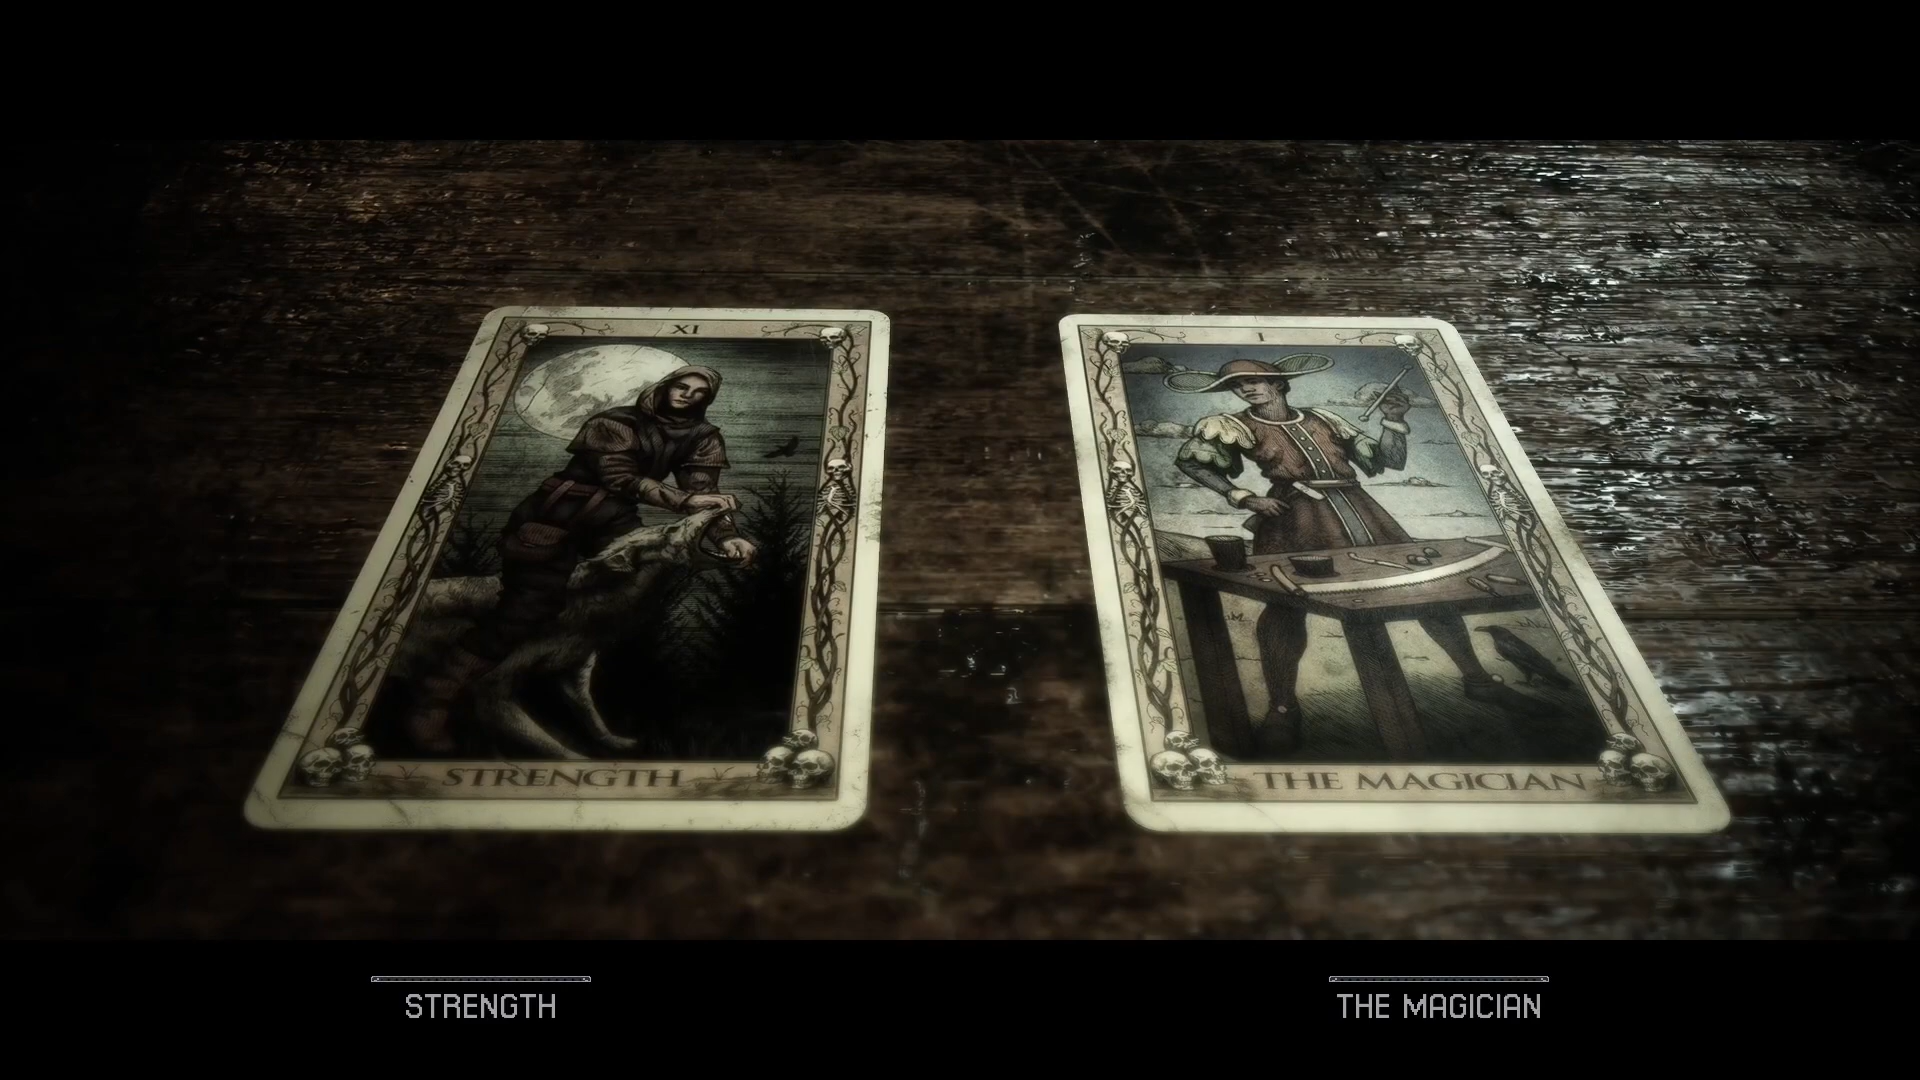 XI
STRENGTH
I
THE MAGICIAN
STRENGTH
THE MAGICIAN